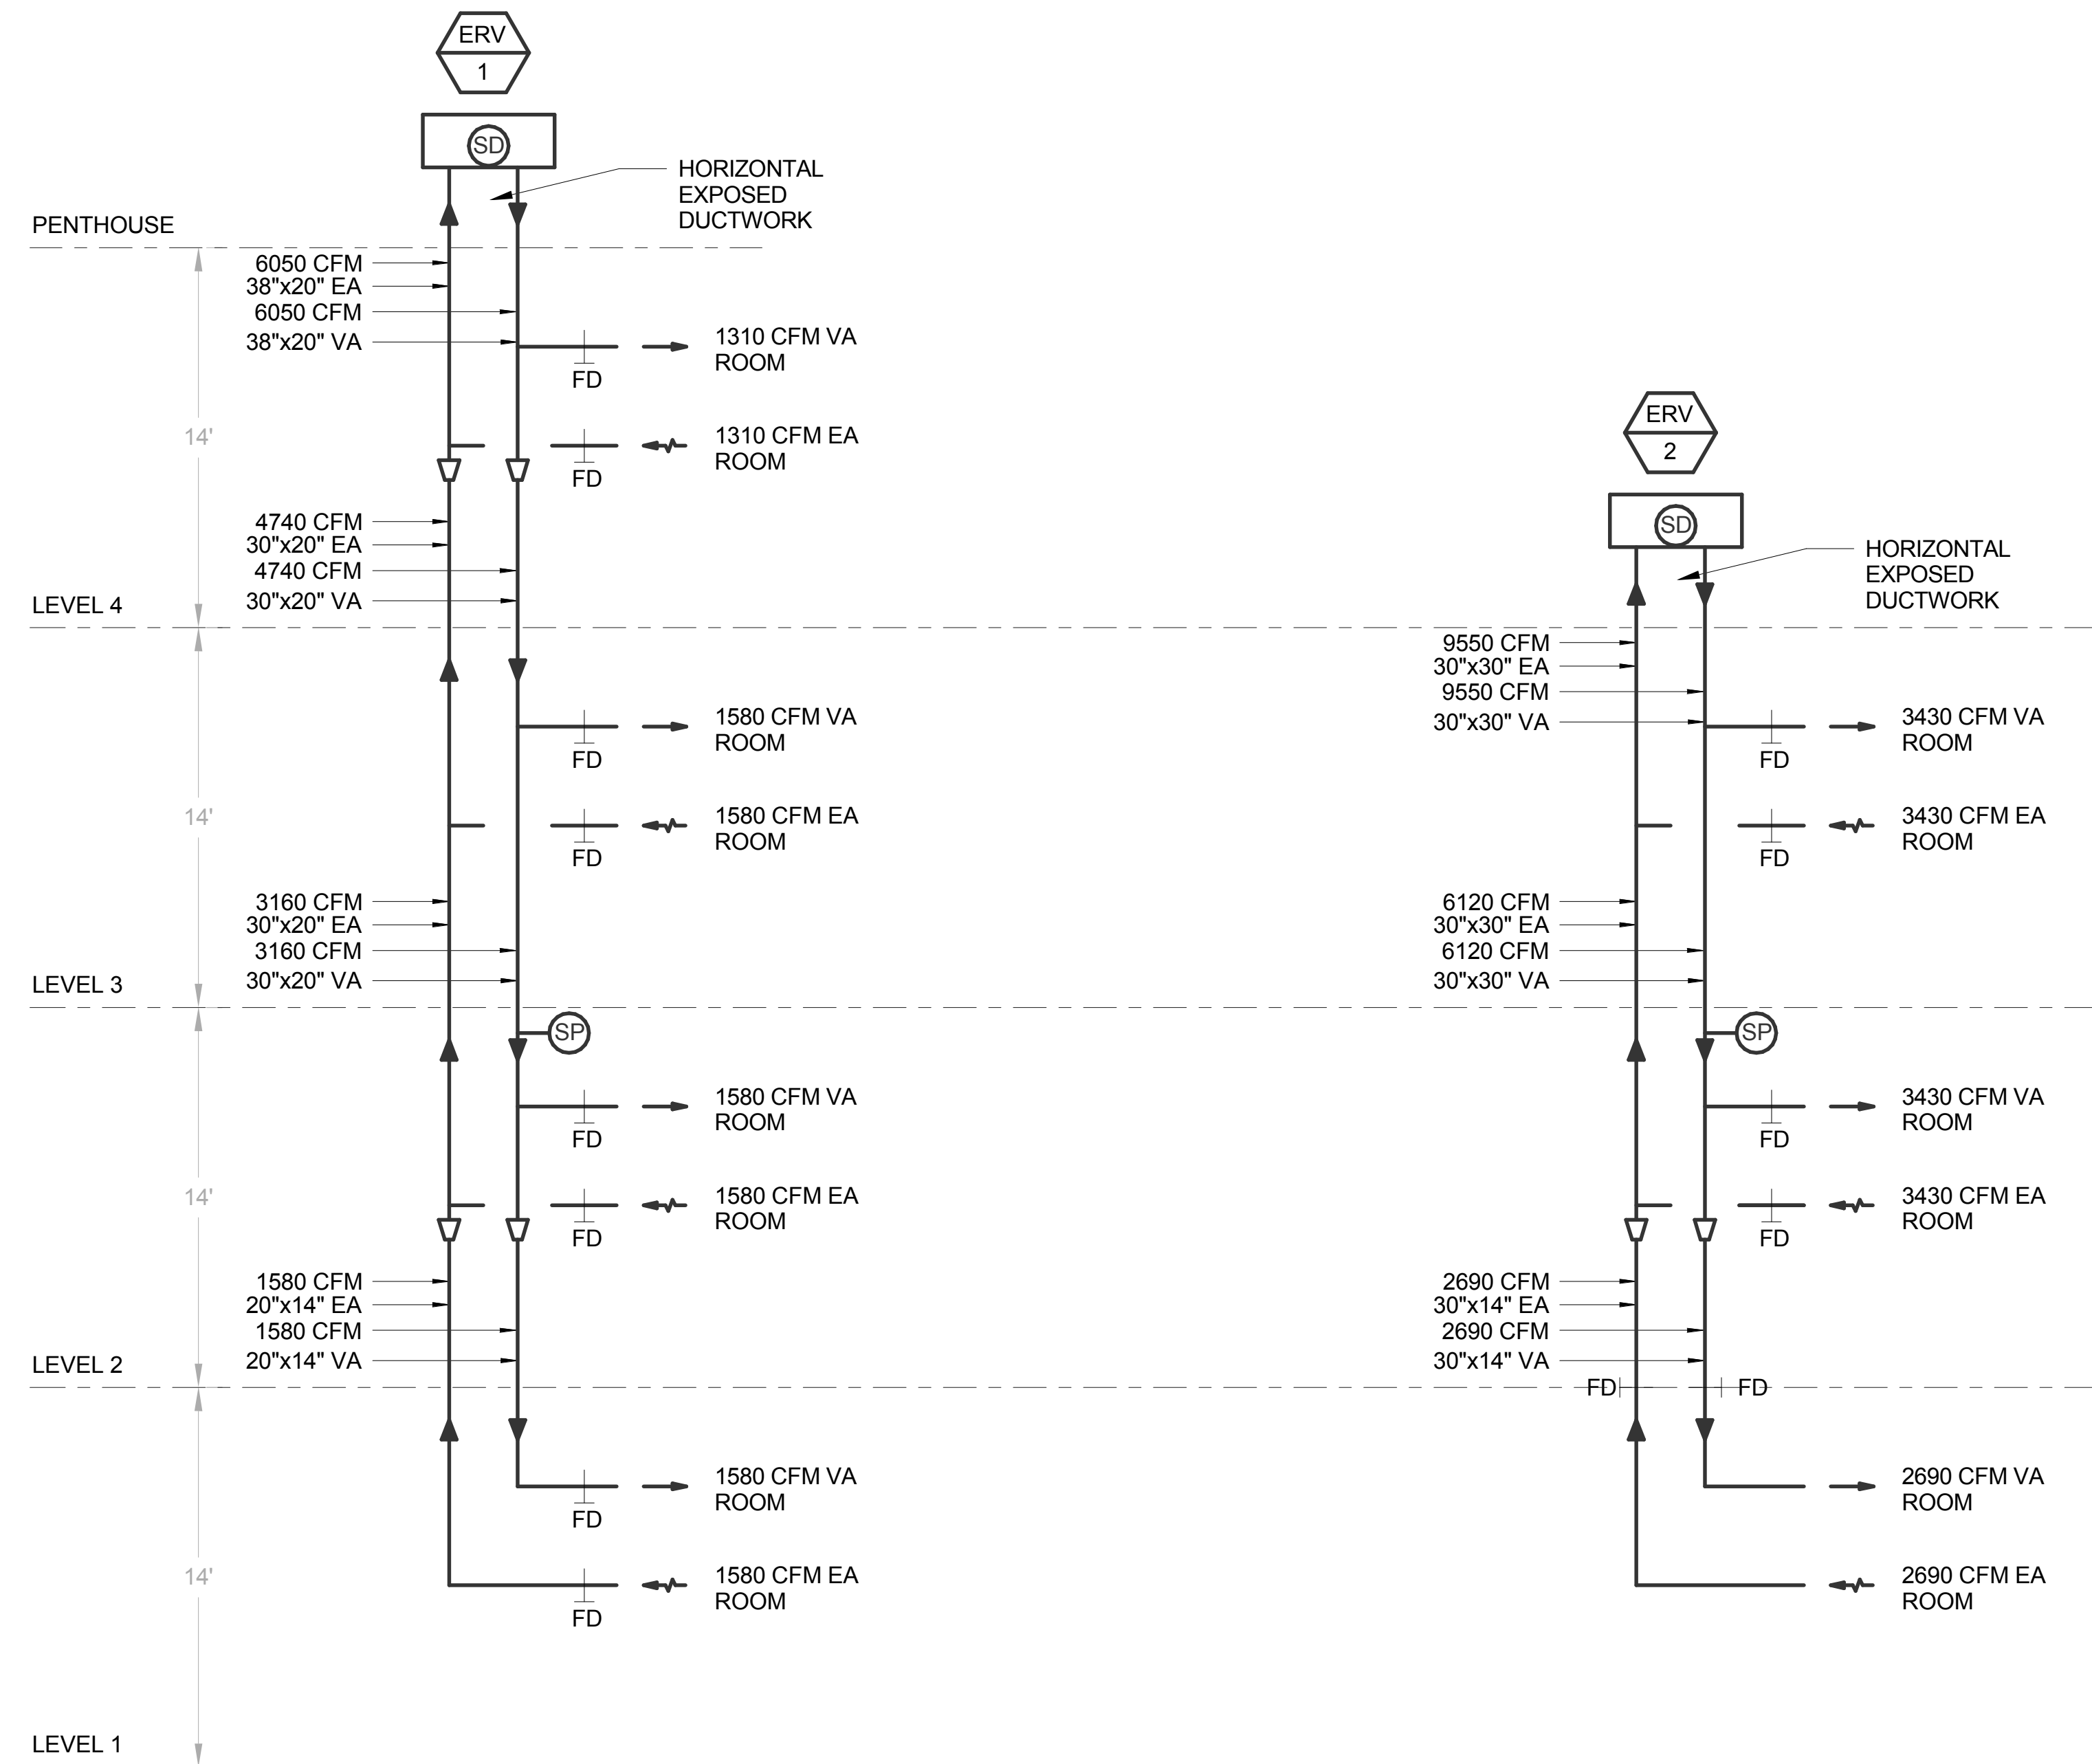 ERV
1
SD
HORIZONTAL
EXPOSED
DUCTWORK
PENTHOUSE
6050 CFM
38"x20" EA
6050 CFM
38"x20" VA
1310 CFM VA
ROOM
FD
14'
1310 CFM EA
ROOM
FD
4740 CFM
30"x20" EA
4740 CFM
30"x20" VA
LEVEL 4
1580 CFM VA
ROOM
FD
14'
1580 CFM EA
ROOM
FD
3160 CFM
30"x20" EA
3160 CFM
30"x20" VA
LEVEL 3
SP
1580 CFM VA
ROOM
FD
14'
1580 CFM EA
ROOM
FD
1580 CFM
20"x14" EA
1580 CFM
20"x14" VA
LEVEL 2
1580 CFM VA
ROOM
FD
14'
1580 CFM EA
ROOM
FD
LEVEL 1
ERV
2
SD
HORIZONTAL
EXPOSED
DUCTWORK
9550 CFM
30"x30" EA
9550 CFM
30"x30" VA
3430 CFM VA
ROOM
FD
3430 CFM EA
ROOM
FD
6120 CFM
30"x30" EA
6120 CFM
30"x30" VA
SP
3430 CFM VA
ROOM
FD
3430 CFM EA
ROOM
FD
2690 CFM
30"x14" EA
2690 CFM
30"x14" VA
FD
FD
2690 CFM VA
ROOM
2690 CFM EA
ROOM